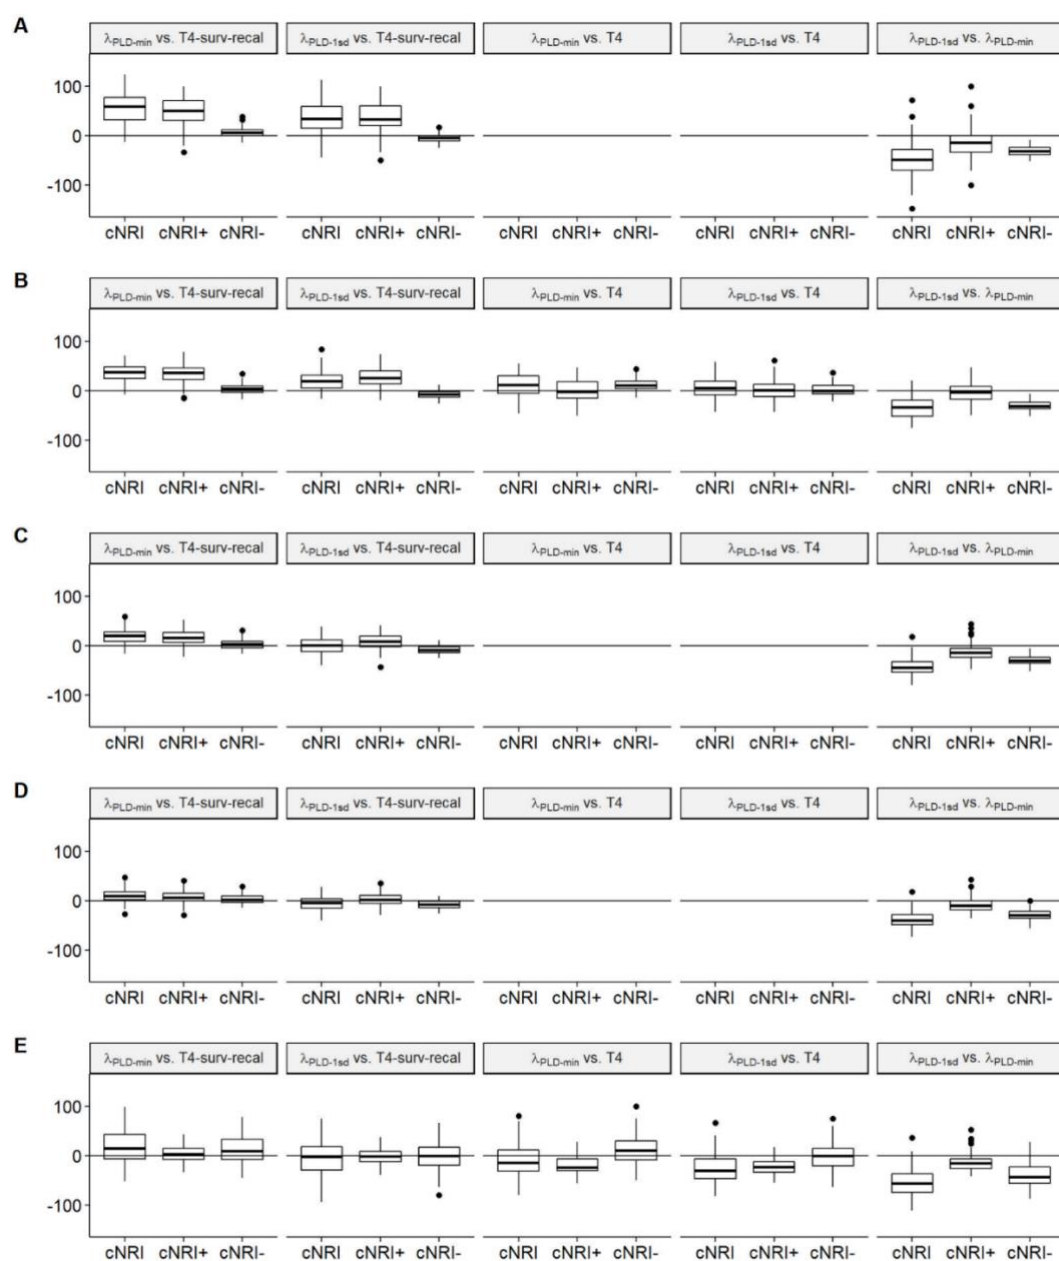 A
λPLD-min vs. T4-surv-recal λPLD-1sd vs. T4-surv-recal λPLD-min vs. T4 λPLD-1sd vs. T4 λPLD-1sd vs. λPLD-min
100
0
-100
cNRI cNRI+ cNRI- cNRI cNRI+ cNRI- cNRI cNRI+ cNRI- cNRI cNRI+ cNRI- cNRI cNRI+ cNRI-
B
λPLD-min vs. T4-surv-recal λPLD-1sd vs. T4-surv-recal λPLD-min vs. T4 λPLD-1sd vs. T4 λPLD-1sd vs. λPLD-min
100
0
-100
cNRI cNRI+ cNRI- cNRI cNRI+ cNRI- cNRI cNRI+ cNRI- cNRI cNRI+ cNRI- cNRI cNRI+ cNRI-
C
λPLD-min vs. T4-surv-recal λPLD-1sd vs. T4-surv-recal λPLD-min vs. T4 λPLD-1sd vs. T4 λPLD-1sd vs. λPLD-min
100
0
-100
cNRI cNRI+ cNRI- cNRI cNRI+ cNRI- cNRI cNRI+ cNRI- cNRI cNRI+ cNRI- cNRI cNRI+ cNRI-
D
λPLD-min vs. T4-surv-recal λPLD-1sd vs. T4-surv-recal λPLD-min vs. T4 λPLD-1sd vs. T4 λPLD-1sd vs. λPLD-min
100
0
-100
cNRI cNRI+ cNRI- cNRI cNRI+ cNRI- cNRI cNRI+ cNRI- cNRI cNRI+ cNRI- cNRI cNRI+ cNRI-
E
λPLD-min vs. T4-surv-recal λPLD-1sd vs. T4-surv-recal λPLD-min vs. T4 λPLD-1sd vs. T4 λPLD-1sd vs. λPLD-min
100
0
-100
cNRI cNRI+ cNRI- cNRI cNRI+ cNRI- cNRI cNRI+ cNRI- cNRI cNRI+ cNRI- cNRI cNRI+ cNRI-